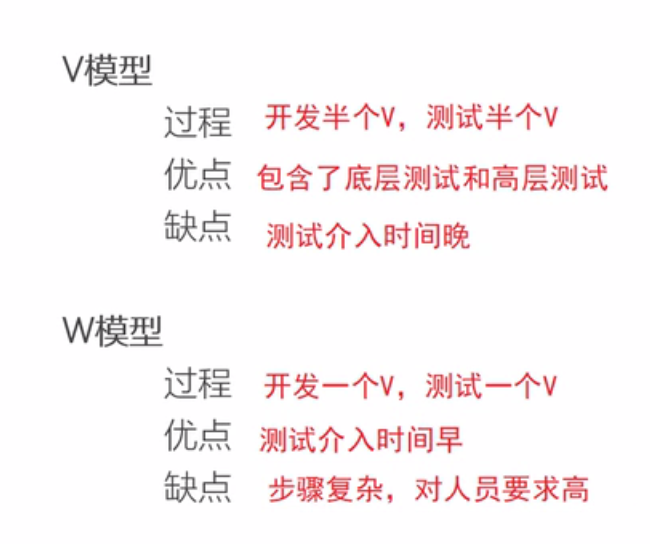 V模型
过程 开发半个V，测试半个V
优点 包含了底层测试和高层测试
缺点 测试介入时间晚
W模型
过程 开发一个V，测试一个V
优点 测试介入时间早
缺点 步骤复杂，对人员要求高